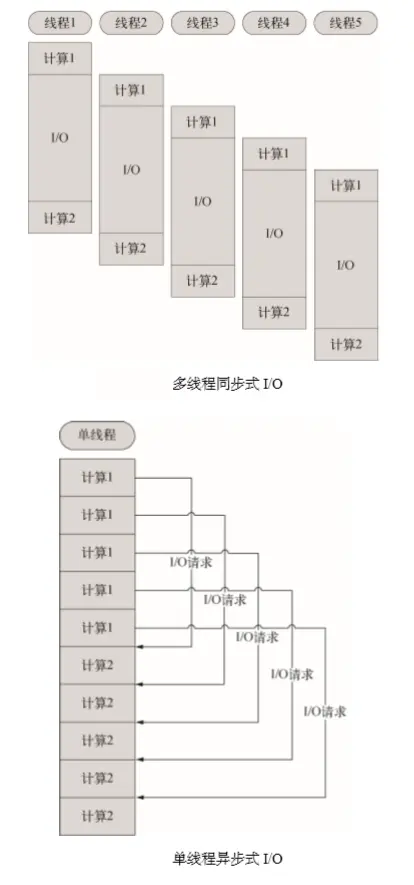 线程1 线程2 线程3 线程4 线程5
计算1
计算1
I/O
计算1
I/O
计算1
I/O
计算1
计算2
I/O
计算2
I/O
计算2
计算2
计算2
多线程同步式 I/O
单线程
计算1
计算1
计算1
I/O请求
计算1
I/O请求
计算1
I/O请求
计算2
I/O请求
计算2
I/O请求
计算2
计算2
计算2
单线程异步式 I/O